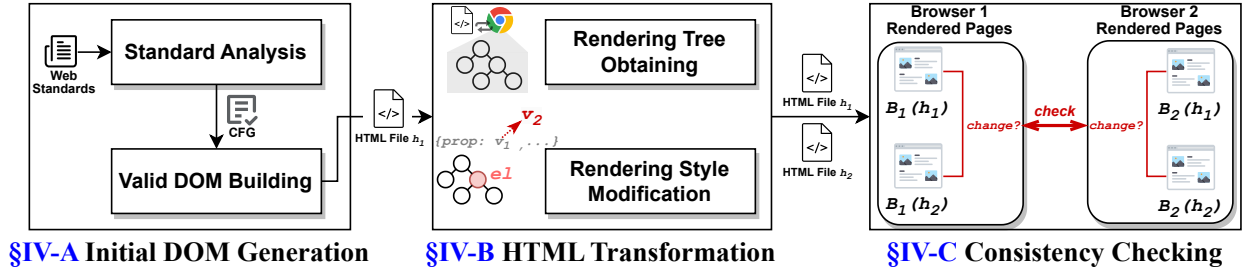 Standard Analysis
Web
Standards
CFG
Valid DOM Building
HTML File h₁
§IV-A Initial DOM Generation
Rendering Tree
Obtaining
v₂
{prop: v₁ ,...}
el
Rendering Style
Modification
§IV-B HTML Transformation
HTML File h₁
HTML File h₂
Browser 1
Rendered Pages
B₁(h₁)
change?
B₁(h₂)
check
Browser 2
Rendered Pages
B₂(h₁)
change?
B₂(h₂)
§IV-C Consistency Checking